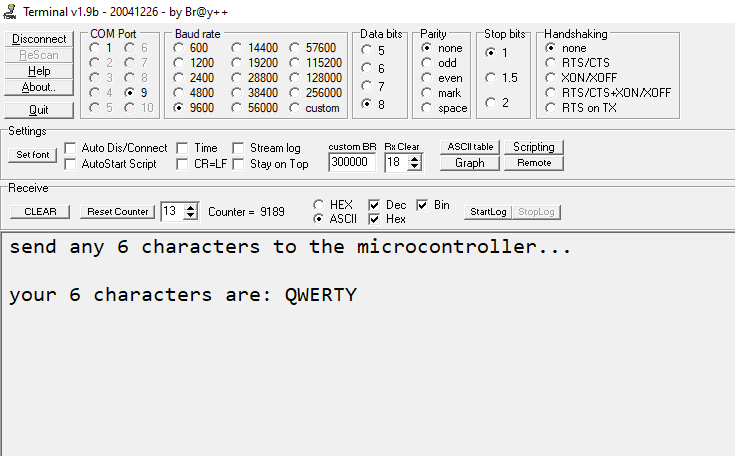 Terminal v1.9b - 20041226 - by Br@y++
Disconnect
ReScan
Help
About..
Quit
COM Port
1 6
2 7
3 8
4 9
5 10
Baud rate
600 14400 57600
1200 19200 115200
2400 28800 128000
4800 38400 256000
9600 56000 custom
Data bits
5
6
7
8
Parity
none
odd
even
mark
space
Stop bits
1
1.5
2
Handshaking
none
RTS/CTS
XON/XOFF
RTS/CTS+XON/XOFF
RTS on TX
Settings
Set font
Auto Dis/Connect Time Stream log
AutoStart Script CR=LF Stay on Top
custom BR Rx Clear
300000 18
ASCII table Scripting
Graph Remote
Receive
CLEAR Reset Counter 13 Counter = 9189
HEX Dec Bin
ASCII Hex
StartLog StopLog
send any 6 characters to the microcontroller...
your 6 characters are: QWERTY